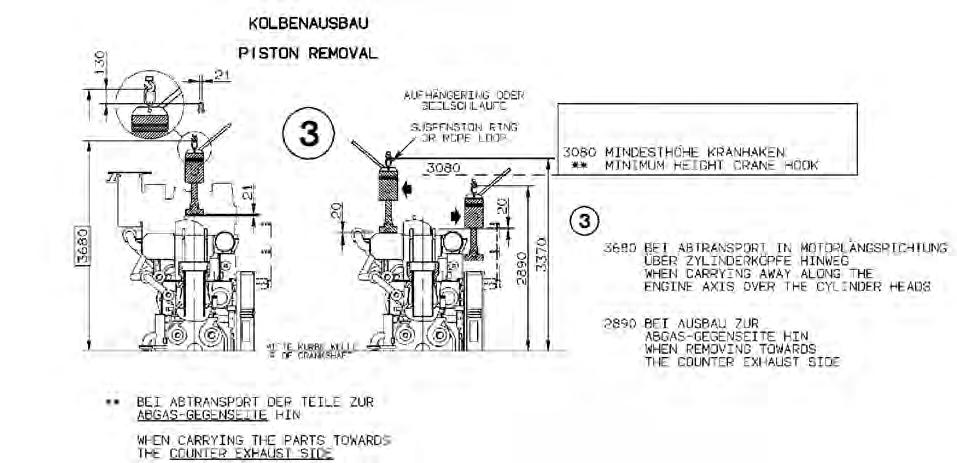 KOLBENAUSBAU
PISTON REMOVAL
130
21
3680
21
3
AUFHÄNGERING ODER
SEILSCHLAUFE
SUSPENSION RING
OR ROPE LOOP
3080
20
20
2890
3370
MITTE KURBELWELLE
OF CRANKSHAFT
3080 MINDESTHÖHE KRANHAKEN
** MINIMUM HEIGHT CRANE HOOK
3
3680 BEI ABTRANSPORT IN MOTORLÄNGSRICHTUNG
ÜBER ZYLINDERKÖPFE HINWEG
WHEN CARRYING AWAY ALONG THE
ENGINE AXIS OVER THE CYLINDER HEADS
2890 BEI AUSBAU ZUR
ABGAS-GEGENSEITE HIN
WHEN REMOVING TOWARDS
THE COUNTER EXHAUST SIDE
** BEI ABTRANSPORT DER TEILE ZUR
ABGAS-GEGENSEITE HIN
WHEN CARRYING THE PARTS TOWARDS
THE COUNTER EXHAUST SIDE